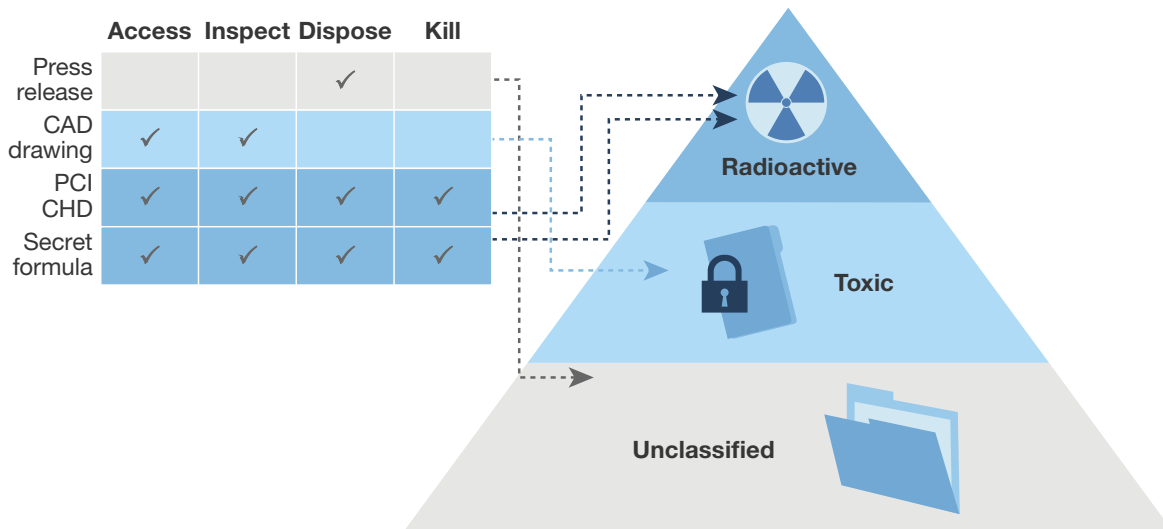 Access Inspect Dispose Kill
Press
release
CAD
drawing
PCI
CHD
Secret
formula
Radioactive
Toxic
Unclassified